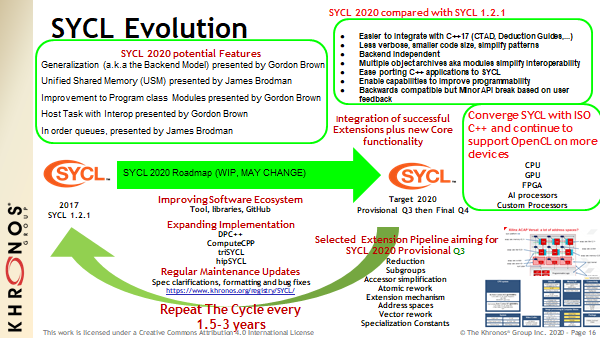 SYCL Evolution
SYCL 2020 compared with SYCL 1.2.1
SYCL 2020 potential Features
Generalization (a.k.a the Backend Model) presented by Gordon Brown
Unified Shared Memory (USM) presented by James Brodman
Improvement to Program class Modules presented by Gordon Brown
Host Task with Interop presented by Gordon Brown
In order queues, presented by James Brodman
Easier to integrate with C++17 (CTAD, Deduction Guides,...)
Less verbose, smaller code size, simplify patterns
Backend independent
Multiple object archives aka modules simplify interoperability
Ease porting C++ applications to SYCL
Enable capabilities to improve programmability
Backwards compatible but Minor API break based on user
feedback
Integration of successful
Extensions plus new Core
functionality
Converge SYCL with ISO
C++ and continue to
support OpenCL on more
devices
CPU
GPU
FPGA
AI processors
Custom Processors
SYCL
SYCL 2020 Roadmap (WIP, MAY CHANGE)
SYCL
2017
SYCL 1.2.1
Target 2020
Provisional Q3 then Final Q4
Improving Software Ecosystem
Tool, libraries, GitHub
Expanding Implementation
DPC++
ComputeCPP
triSYCL
hipSYCL
Regular Maintenance Updates
Spec clarifications, formatting and bug fixes
https://www.khronos.org/registry/SYCL/
Repeat The Cycle every
1.5-3 years
Selected Extension Pipeline aiming for
SYCL 2020 Provisional Q3
Reduction
Subgroups
Accessor simplification
Atomic rework
Extension mechanism
Address spaces
Vector rework
Specialization Constants
KHRONOS
GROUP
This work is licensed under a Creative Commons Attribution 4.0 International License
© The Khronos® Group Inc. 2020 - Page 16